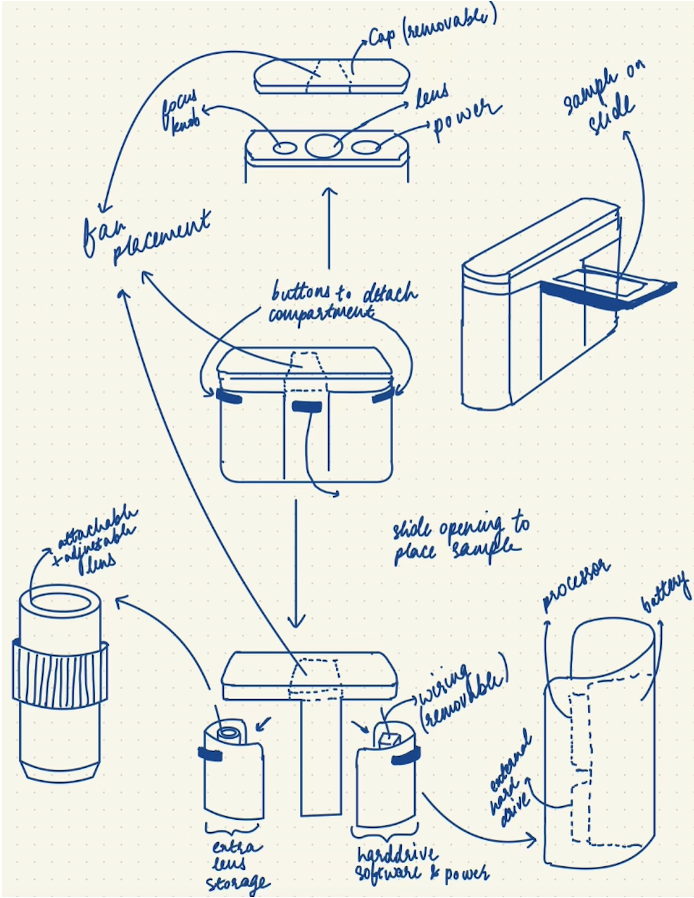 Cap (removable)
focus
knob
lens
power
sample on
slide
fan
placement
buttons to detach
compartment
slide opening to
place sample
attachable
+ adjustable
lens
processor
battery
wiring
(removable)
external
hard
drive
extra
lens
storage
harddrive
software & power